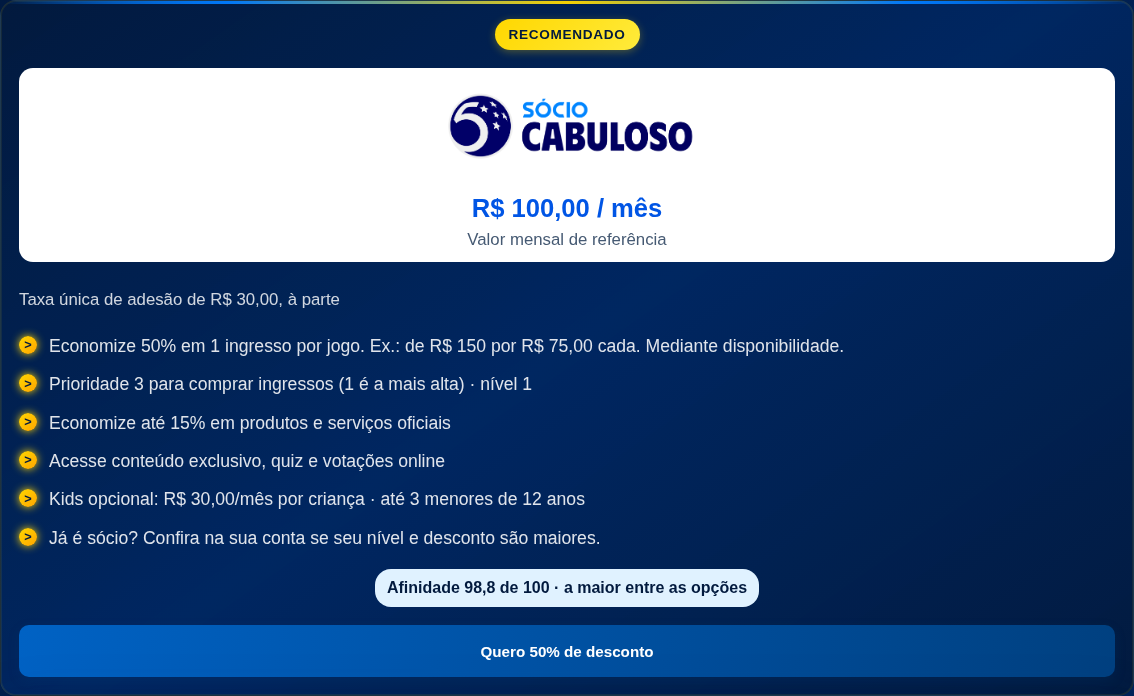 RECOMENDADO
SÓCIO
CABULOSO
R$ 100,00 / mês
Valor mensal de referência
Taxa única de adesão de R$ 30,00, à parte
> Economize 50% em 1 ingresso por jogo. Ex.: de R$ 150 por R$ 75,00 cada. Mediante disponibilidade.
> Prioridade 3 para comprar ingressos (1 é a mais alta) · nível 1
> Economize até 15% em produtos e serviços oficiais
> Acesse conteúdo exclusivo, quiz e votações online
> Kids opcional: R$ 30,00/mês por criança · até 3 menores de 12 anos
> Já é sócio? Confira na sua conta se seu nível e desconto são maiores.
Afinidade 98,8 de 100 · a maior entre as opções
Quero 50% de desconto